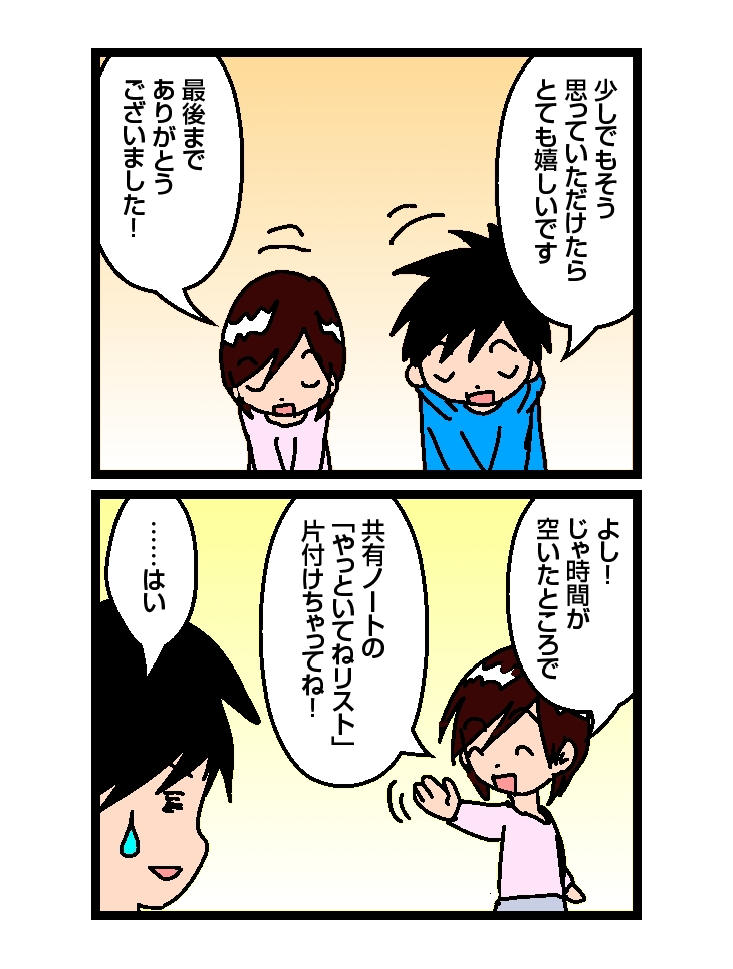 少しでもそう
思っていただけたら
とても嬉しいです
最後まで
ありがとう
ございました！
よし！
じゃ時間が
空いたところで
共有ノートの
「やっといてねリスト」
片付けちゃってね！
……はい